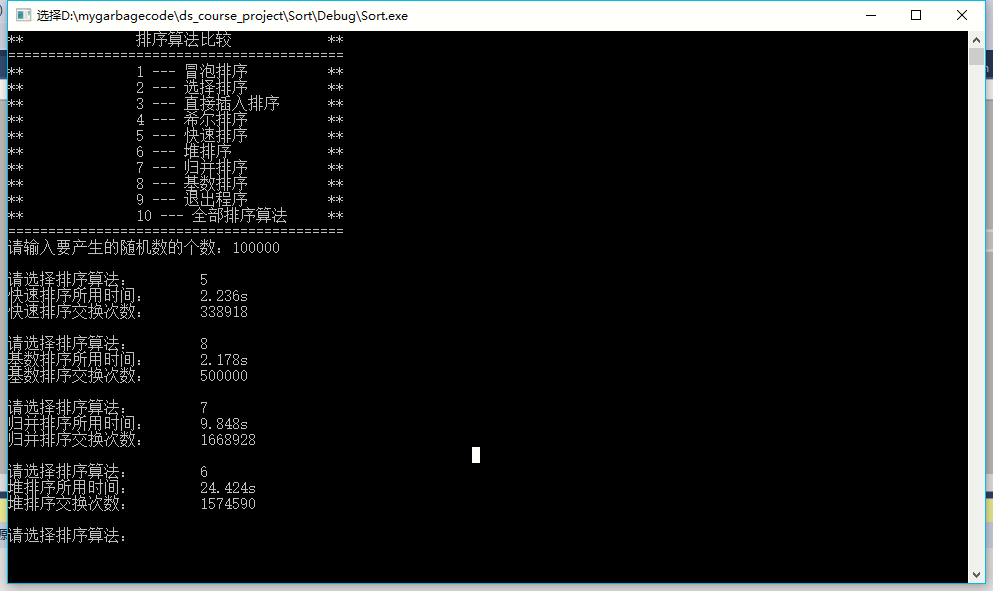 选择D:\mygarbagecode\ds_course_project\Sort\Debug\Sort.exe
** 排序算法比较 **
==========================================
** 1 --- 冒泡排序 **
** 2 --- 选择排序 **
** 3 --- 直接插入排序 **
** 4 --- 希尔排序 **
** 5 --- 快速排序 **
** 6 --- 堆排序 **
** 7 --- 归并排序 **
** 8 --- 基数排序 **
** 9 --- 退出程序 **
** 10 --- 全部排序算法 **
==========================================
请输入要产生的随机数的个数：100000
请选择排序算法： 5
快速排序所用时间： 2.236s
快速排序交换次数： 338918
请选择排序算法： 8
基数排序所用时间： 2.178s
基数排序交换次数： 500000
请选择排序算法： 7
归并排序所用时间： 9.848s
归并排序交换次数： 1668928
请选择排序算法： 6
堆排序所用时间： 24.424s
堆排序交换次数： 1574590
请选择排序算法：